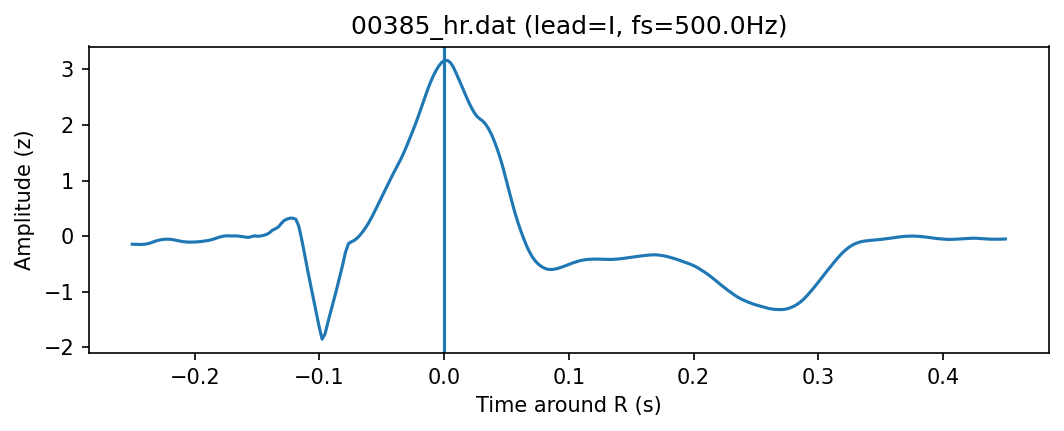 00385_hr.dat (lead=I, fs=500.0Hz)
Amplitude (z)
3
2
1
0
−1
−2
−0.2 −0.1 0.0 0.1 0.2 0.3 0.4
Time around R (s)